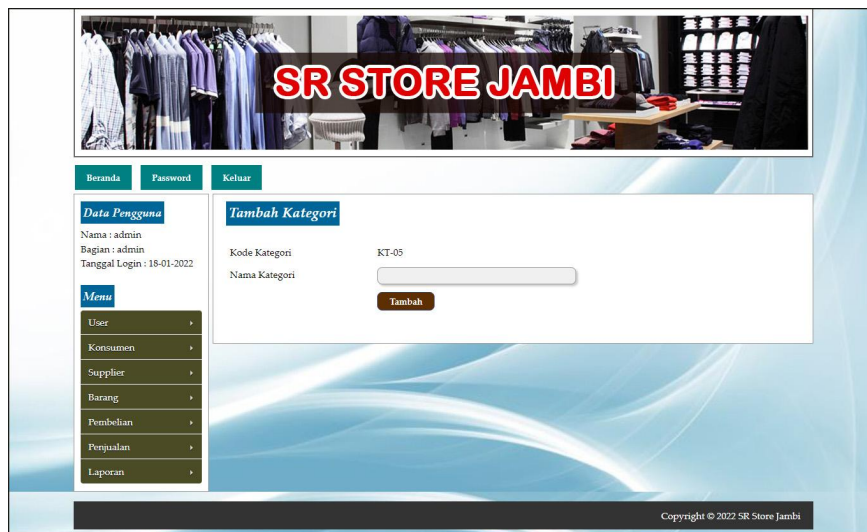 SR STORE JAMBI
Beranda Password Keluar
Data Pengguna
Nama : admin
Bagian : admin
Tanggal Login : 18-01-2022
Menu
User
Konsumen
Supplier
Barang
Pembelian
Penjualan
Laporan
Tambah Kategori
Kode Kategori KT-05
Nama Kategori
Tambah
Copyright © 2022 SR Store Jambi